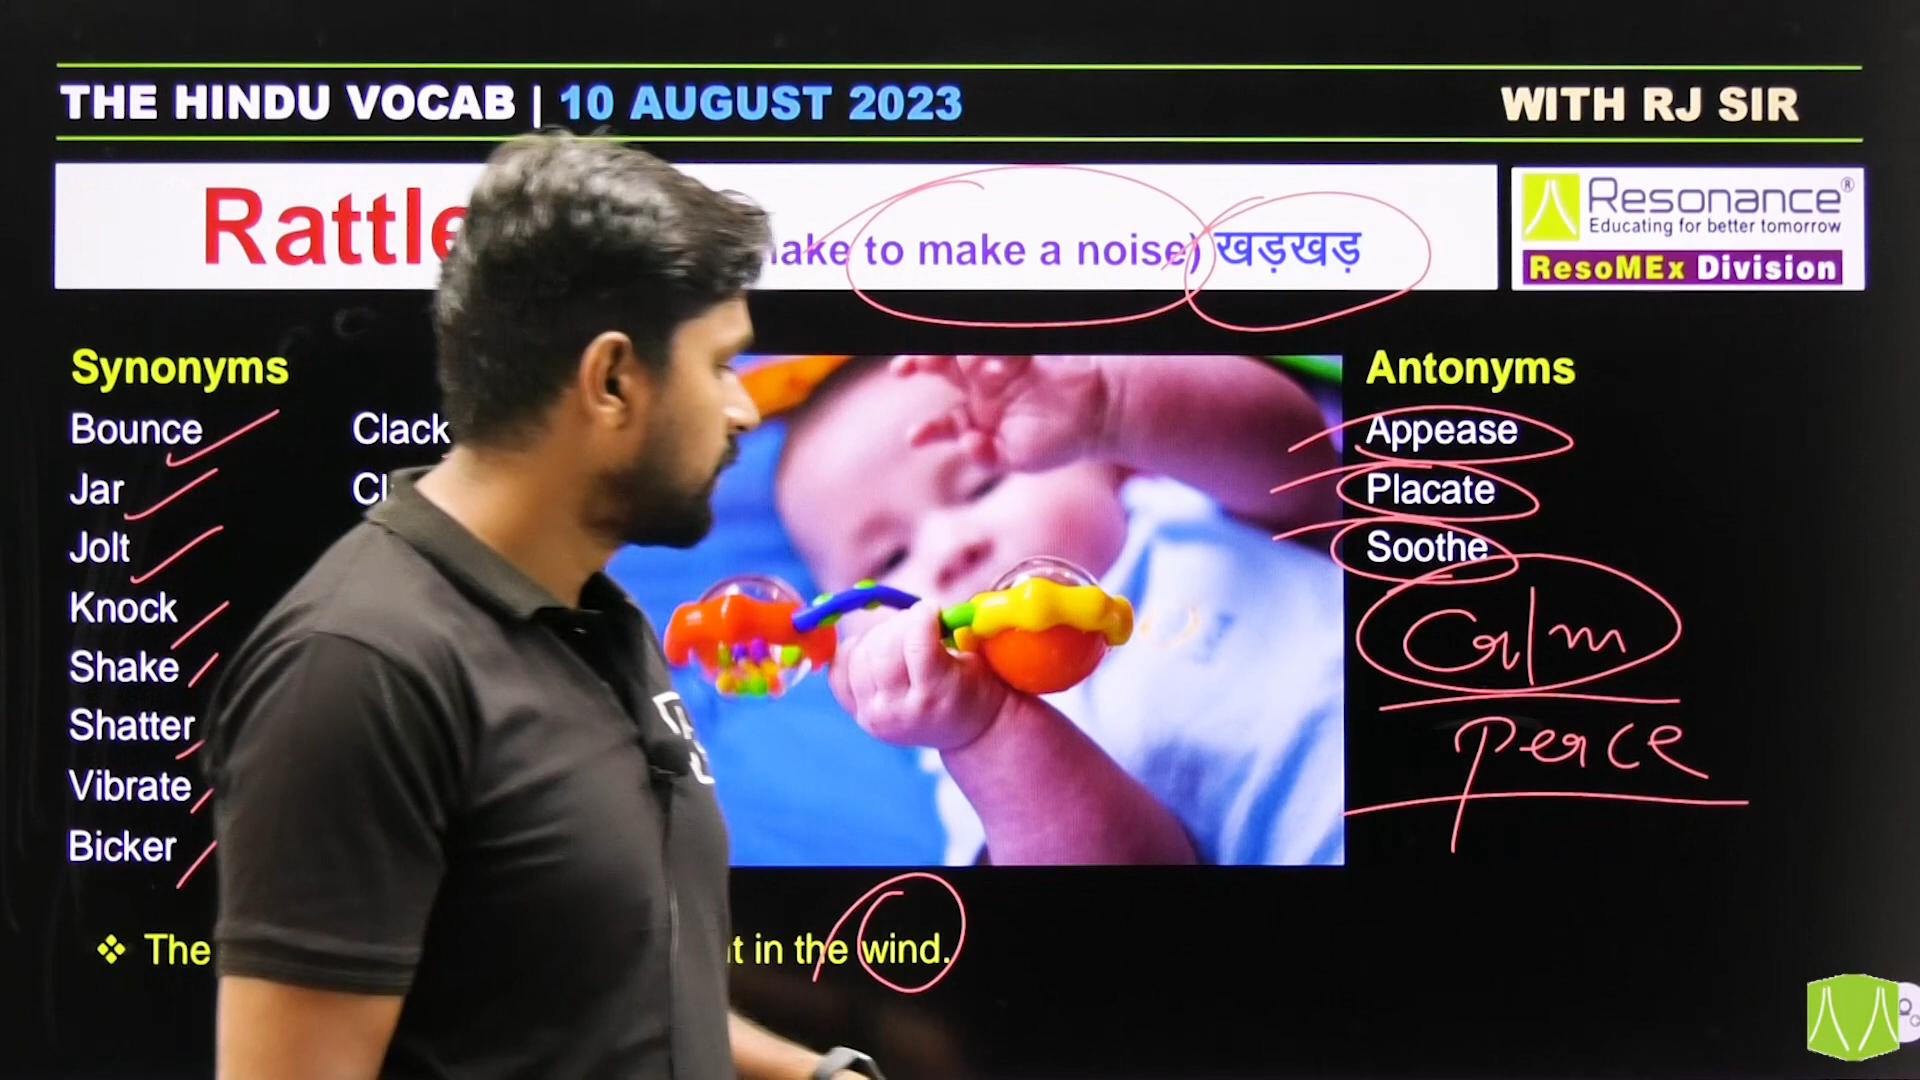 THE HINDU VOCAB | 10 AUGUST 2023
WITH RJ SIR
Rattle
to make a noise) खड़खड़
Resonance®
Educating for better tomorrow
ResoMEx Division
Synonyms
Bounce
Clack
Jar
Jolt
Knock
Shake
Shatter
Vibrate
Bicker
Antonyms
Appease
Placate
Soothe
Calm
peace
❖ The
in the wind.